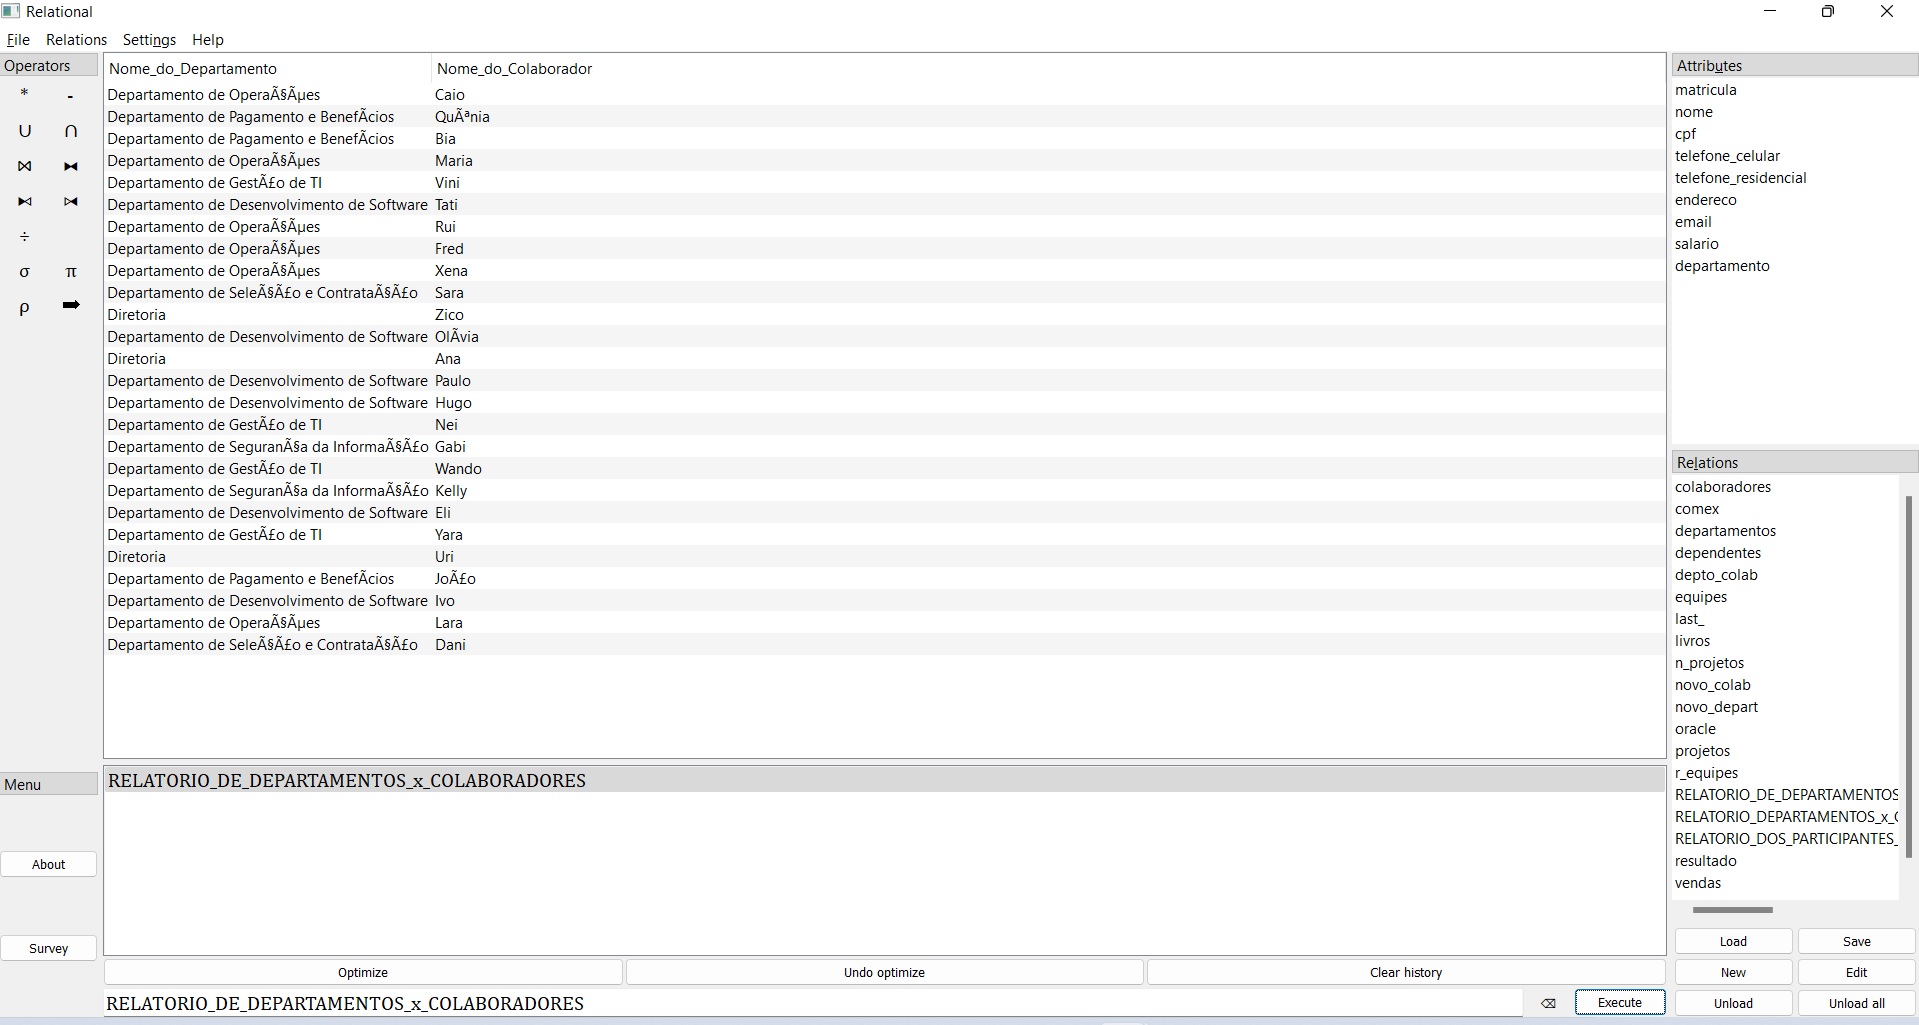 Relational
File Relations Settings Help
Operators
* -
∪ ∩
⋈ ⧓
⧑ ⧒
÷
σ π
ρ ➡
Menu
About
Survey
Nome_do_Departamento Nome_do_Colaborador
Departamento de OperaÃ§Ãµes Caio
Departamento de Pagamento e BenefÃ­cios QuÃªnia
Departamento de Pagamento e BenefÃ­cios Bia
Departamento de OperaÃ§Ãµes Maria
Departamento de GestÃ£o de TI Vini
Departamento de Desenvolvimento de Software Tati
Departamento de OperaÃ§Ãµes Rui
Departamento de OperaÃ§Ãµes Fred
Departamento de OperaÃ§Ãµes Xena
Departamento de SeleÃ§Ã£o e ContrataÃ§Ã£o Sara
Diretoria Zico
Departamento de Desenvolvimento de Software OlÃ­via
Diretoria Ana
Departamento de Desenvolvimento de Software Paulo
Departamento de Desenvolvimento de Software Hugo
Departamento de GestÃ£o de TI Nei
Departamento de SeguranÃ§a da InformaÃ§Ã£o Gabi
Departamento de GestÃ£o de TI Wando
Departamento de SeguranÃ§a da InformaÃ§Ã£o Kelly
Departamento de Desenvolvimento de Software Eli
Departamento de GestÃ£o de TI Yara
Diretoria Uri
Departamento de Pagamento e BenefÃ­cios JoÃ£o
Departamento de Desenvolvimento de Software Ivo
Departamento de OperaÃ§Ãµes Lara
Departamento de SeleÃ§Ã£o e ContrataÃ§Ã£o Dani
RELATORIO_DE_DEPARTAMENTOS_x_COLABORADORES
Optimize Undo optimize Clear history
RELATORIO_DE_DEPARTAMENTOS_x_COLABORADORES ⌫ Execute
Attributes
matricula
nome
cpf
telefone_celular
telefone_residencial
endereco
email
salario
departamento
Relations
colaboradores
comex
departamentos
dependentes
depto_colab
equipes
last_
livros
n_projetos
novo_colab
novo_depart
oracle
projetos
r_equipes
RELATORIO_DE_DEPARTAMENTOS
RELATORIO_DEPARTAMENTOS_x_
RELATORIO_DOS_PARTICIPANTES_
resultado
vendas
Load Save
New Edit
Unload Unload all